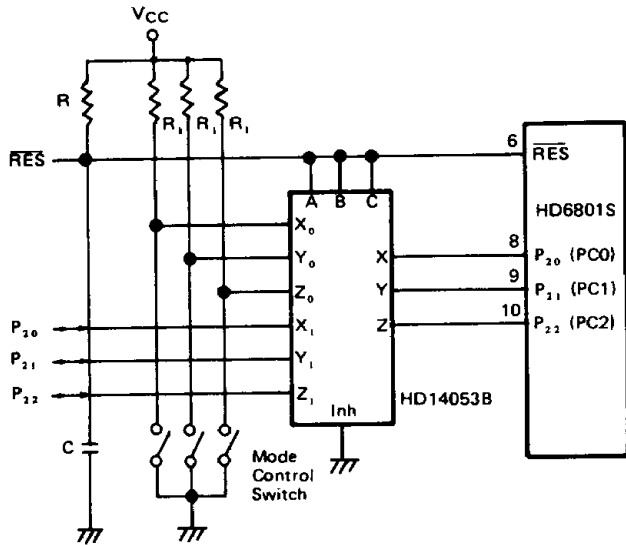 VCC
R
R₁
R₁
R₁
RES
6
RES
A
B
C
HD6801S
X₀
Y₀
Z₀
X₁
Y₁
Z₁
X
Y
Z
8
P₂₀ (PC0)
9
P₂₁ (PC1)
10
P₂₂ (PC2)
P₂₀
P₂₁
P₂₂
Inh
HD14053B
C
Mode
Control
Switch